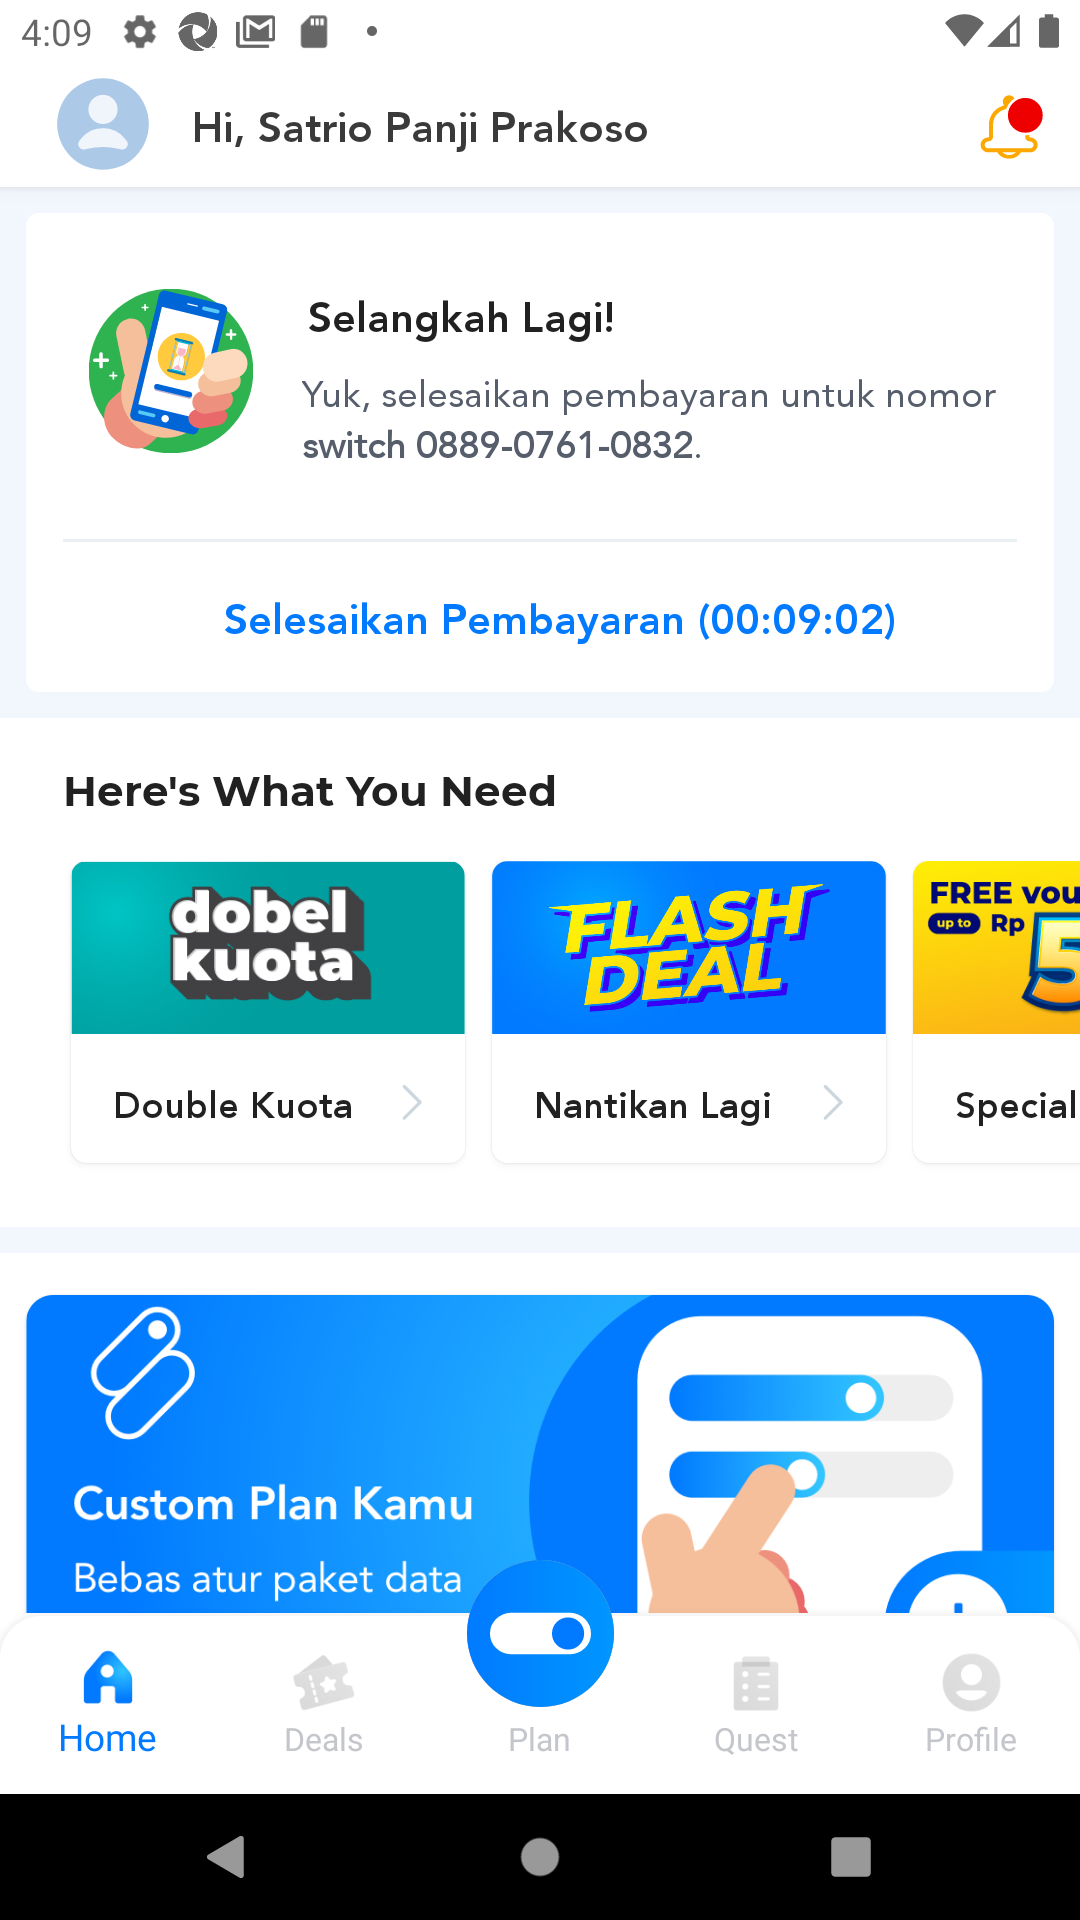 4:09
Hi, Satrio Panji Prakoso
Selangkah Lagi!
Yuk, selesaikan pembayaran untuk nomor
switch 0889-0761-0832.
Selesaikan Pembayaran (00:09:02)
Here's What You Need
dobel
kuota
FLASH
DEAL
FREE vou
up to Rp 5
Double Kuota
Nantikan Lagi
Special
Custom Plan Kamu
Bebas atur paket data
Home
Deals
Plan
Quest
Profile